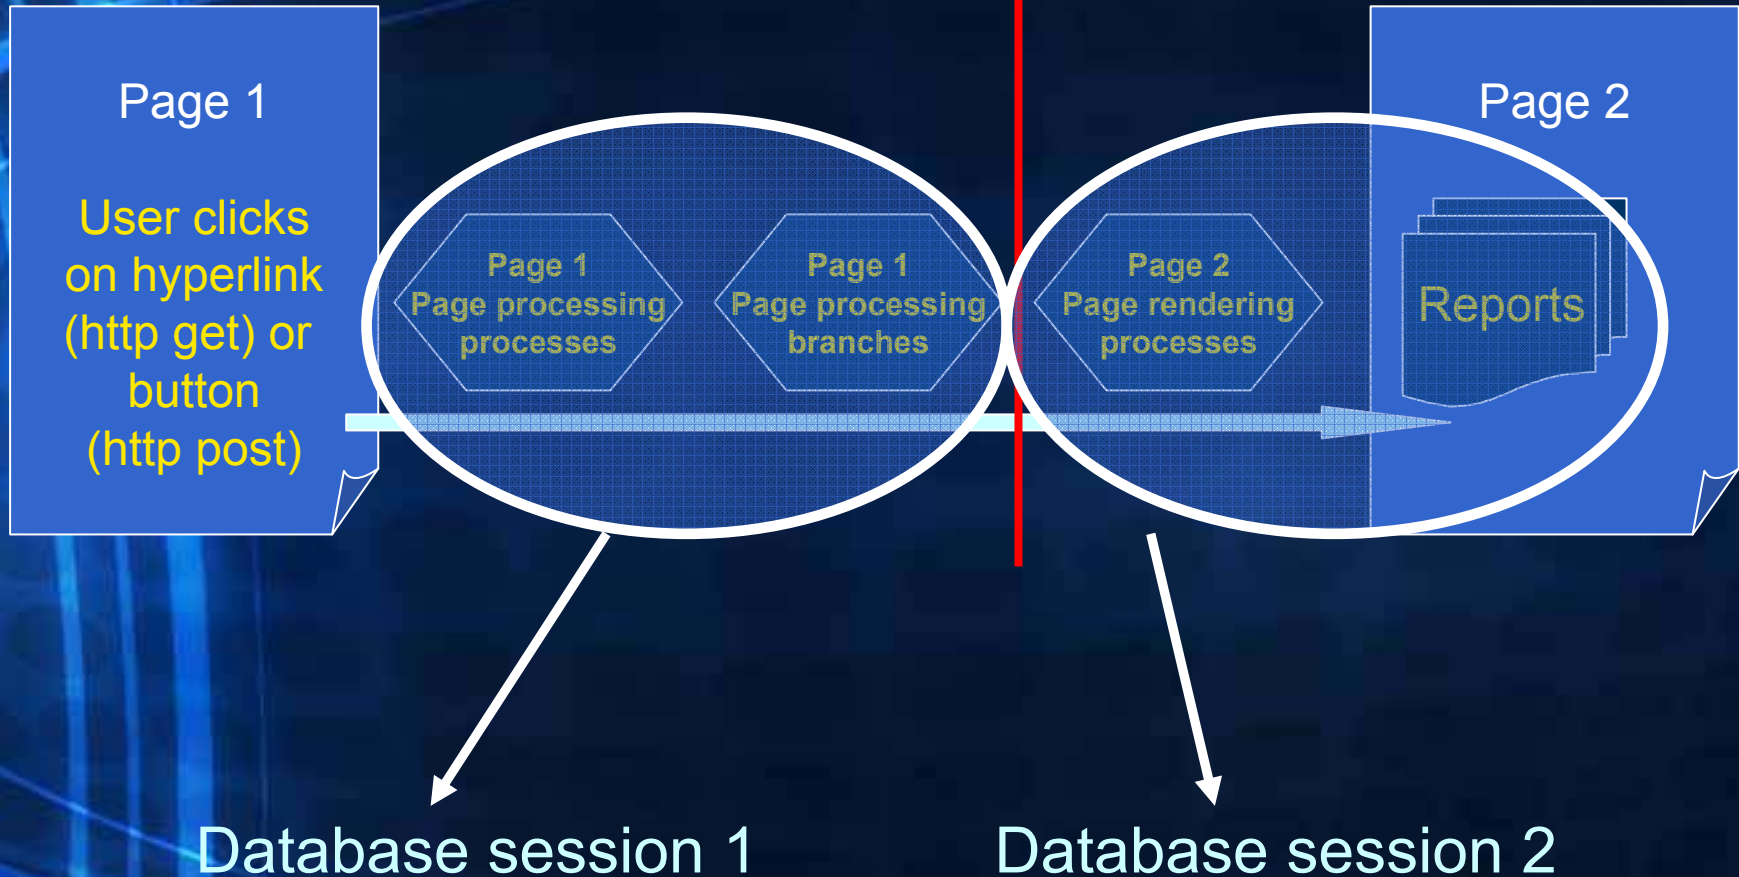 Page 1
User clicks
on hyperlink
(http get) or
button
(http post)
Page 1
Page processing
processes
Page 1
Page processing
branches
Page 2
Page rendering
processes
Page 2
Reports
Database session 1
Database session 2